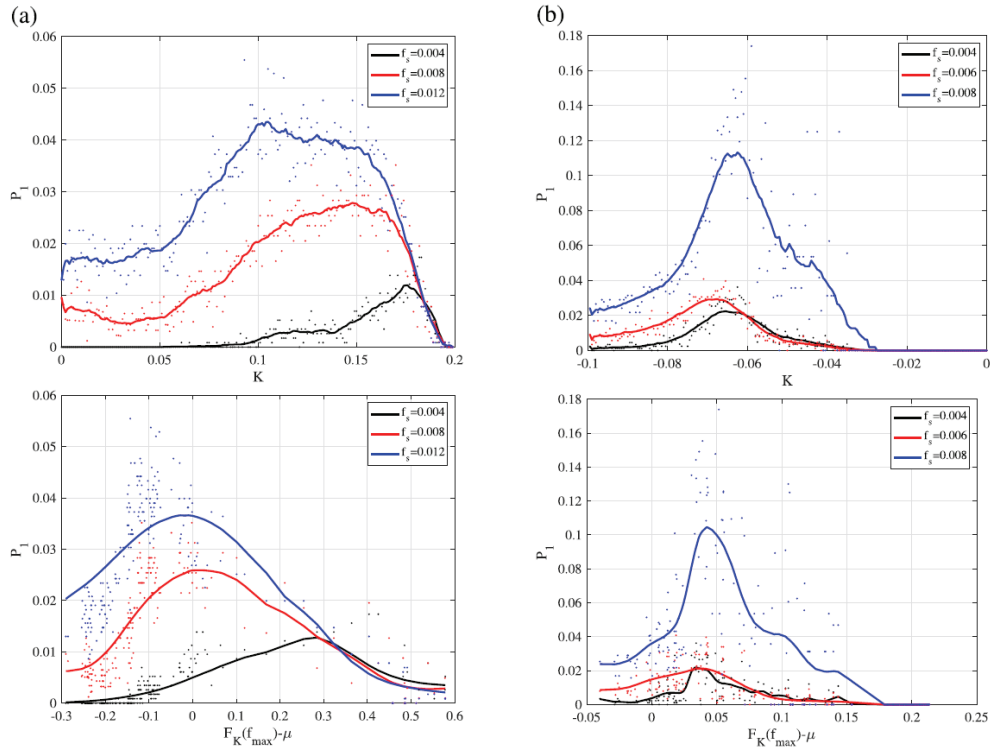 (a)
0.06
0.05
0.04
0.03
0.02
0.01
0
P_1
f_s=0.004
f_s=0.008
f_s=0.012
0 0.05 0.1 0.15 0.2
K
(b)
0.18
0.16
0.14
0.12
0.1
0.08
0.06
0.04
0.02
0
P_1
f_s=0.004
f_s=0.006
f_s=0.008
-0.1 -0.08 -0.06 -0.04 -0.02 0
K
0.06
0.05
0.04
0.03
0.02
0.01
0
P_1
f_s=0.004
f_s=0.008
f_s=0.012
-0.3 -0.2 -0.1 0 0.1 0.2 0.3 0.4 0.5 0.6
F_K(f_max)-μ
0.18
0.16
0.14
0.12
0.1
0.08
0.06
0.04
0.02
0
P_1
f_s=0.004
f_s=0.006
f_s=0.008
-0.05 0 0.05 0.1 0.15 0.2 0.25
F_K(f_max)-μ